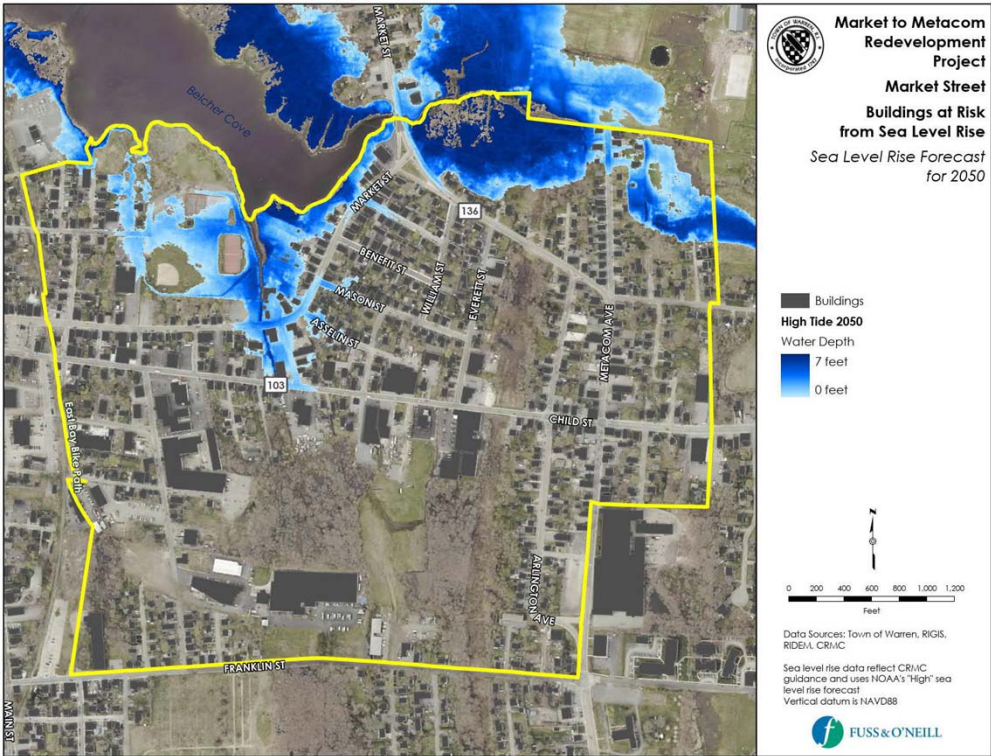 Market to Metacom
Redevelopment
Project
Market Street
Buildings at Risk
from Sea Level Rise
Sea Level Rise Forecast
for 2050
TOWN OF WARREN, R.I.
Incorporated 1747
MARKET ST
Belcher Cove
MARKET ST
136
BENEFIT ST
WILLIAM ST
EVERETT ST
MASON ST
ASSELIN ST
METACOM AVE
103
CHILD ST
East Bay Bike Path
ARLINGTON AVE
FRANKLIN ST
MAIN ST
Buildings
High Tide 2050
Water Depth
7 feet
0 feet
N
0 200 400 600 800 1,000 1,200
Feet
Data Sources: Town of Warren, RIGIS,
RIDEM, CRMC
Sea level rise data reflect CRMC
guidance and uses NOAA's "High" sea
level rise forecast
Vertical datum is NAVD88
f
FUSS & O'NEILL